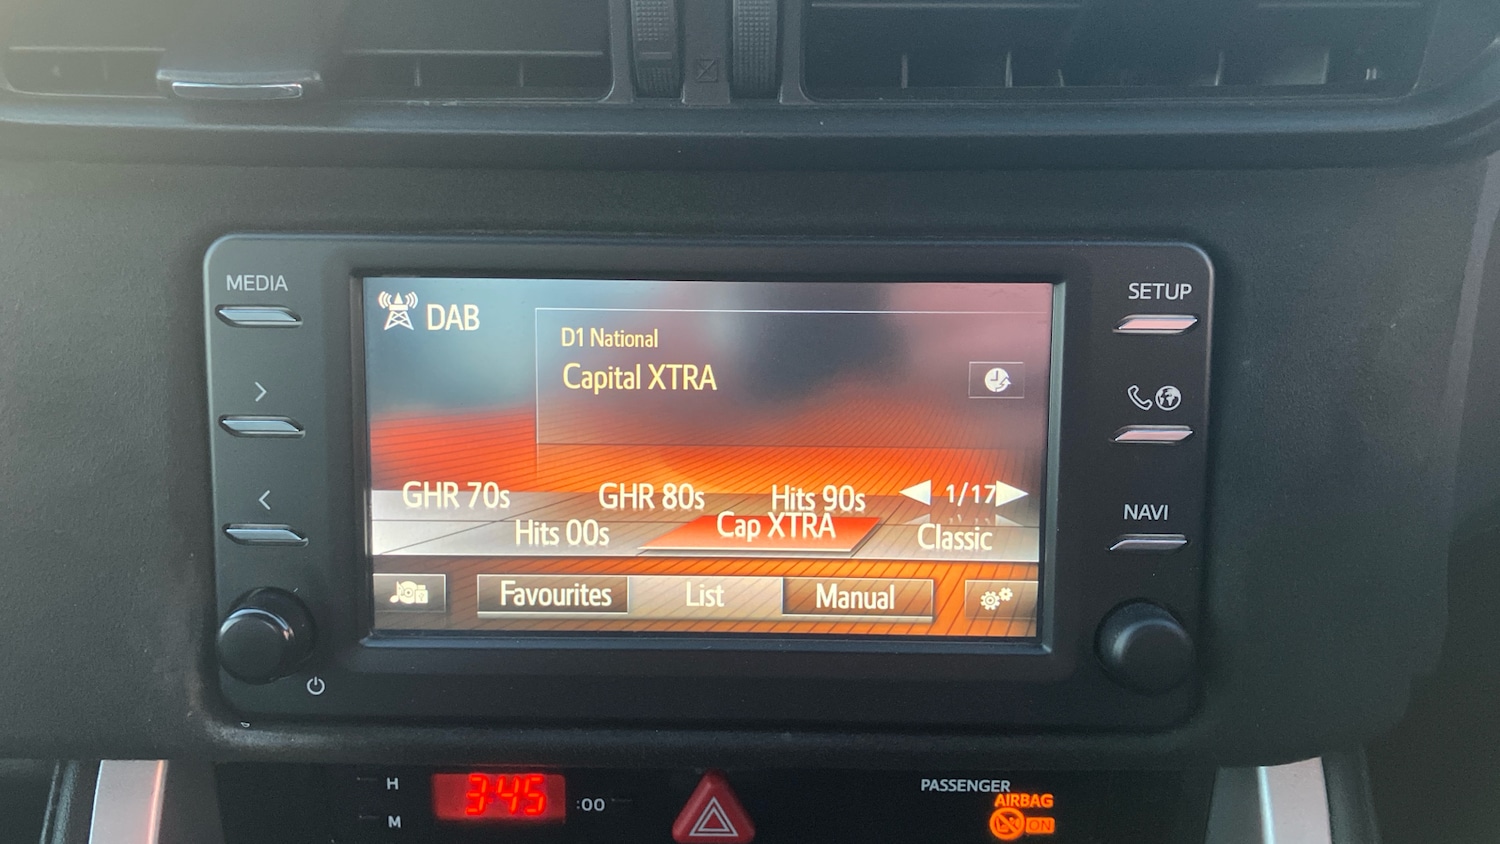 MEDIA
SETUP
DAB
D1 National
Capital XTRA
GHR 70s
GHR 80s
Hits 90s
1/17
Hits 00s
Cap XTRA
Classic
NAVI
Favourites
List
Manual
H
3:45
:00
M
PASSENGER
AIRBAG
ON